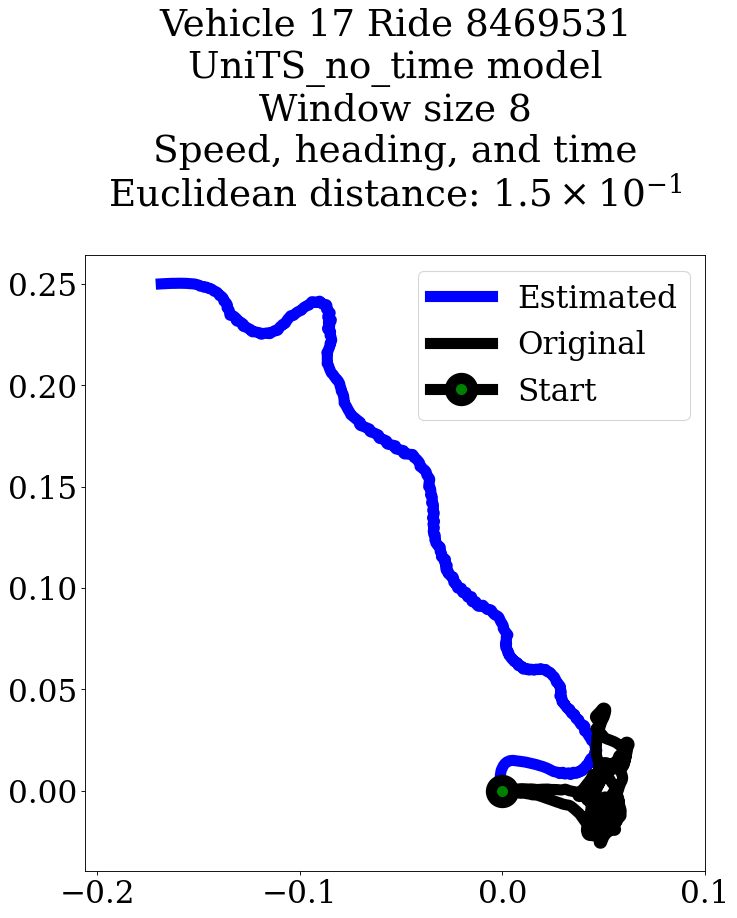 Vehicle 17 Ride 8469531
UniTS_no_time model
Window size 8
Speed, heading, and time
Euclidean distance: 1.5 × 10⁻¹
Estimated
Original
Start
0.25
0.20
0.15
0.10
0.05
0.00
−0.2
−0.1
0.0
0.1